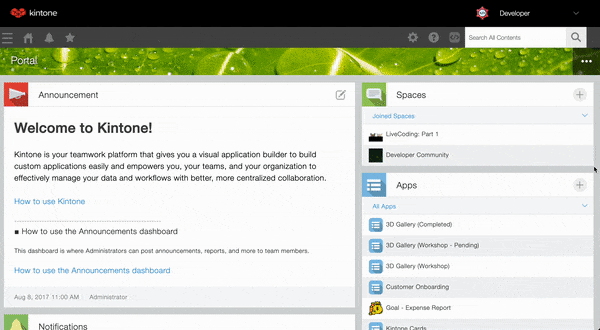 kintone
Developer
Search All Contents
Portal
Announcement
Welcome to Kintone!
Kintone is your teamwork platform that gives you a visual application builder to build
custom applications easily and empowers you, your teams, and your organization to
effectively manage your data and workflows with better, more centralized collaboration.
How to use Kintone
■ How to use the Announcements dashboard
This dashboard is where Administrators can post announcements, reports, and more to team members.
How to use the Announcements dashboard
Aug 8, 2017 11:00 AM Administrator
Notifications
Spaces
Joined Spaces
LiveCoding: Part 1
Developer Community
Apps
All Apps
3D Gallery (Completed)
3D Gallery (Workshop - Pending)
3D Gallery (Workshop)
Customer Onboarding
Goal - Expense Report
Kintone Cards